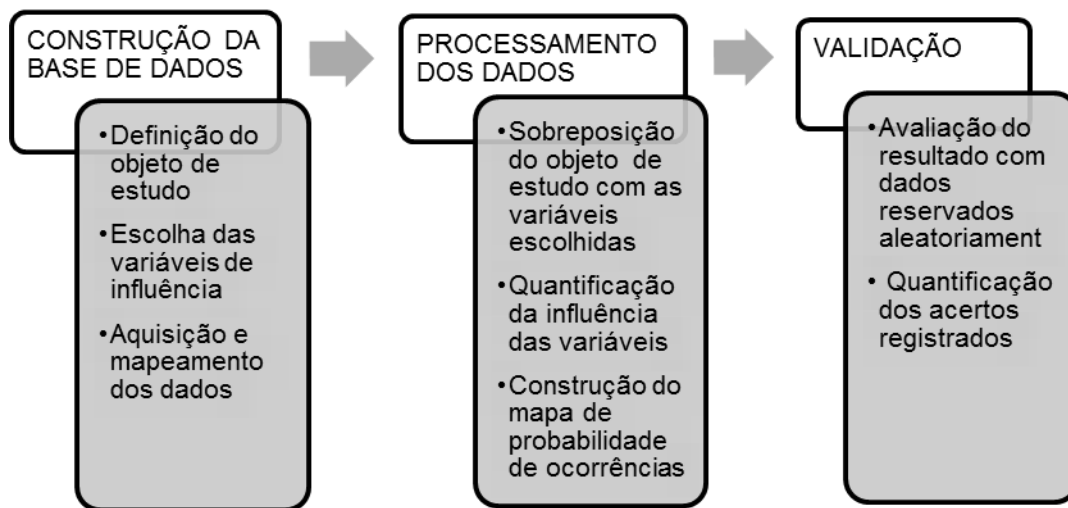 CONSTRUÇÃO DA
BASE DE DADOS
•Definição do
objeto de
estudo
•Escolha das
variáveis de
influência
•Aquisição e
mapeamento
dos dados
PROCESSAMENTO
DOS DADOS
•Sobreposição
do objeto de
estudo com as
variáveis
escolhidas
•Quantificação
da influência
das variáveis
•Construção do
mapa de
probabilidade
de ocorrências
VALIDAÇÃO
•Avaliação do
resultado com
dados
reservados
aleatoriament
• Quantificação
dos acertos
registrados